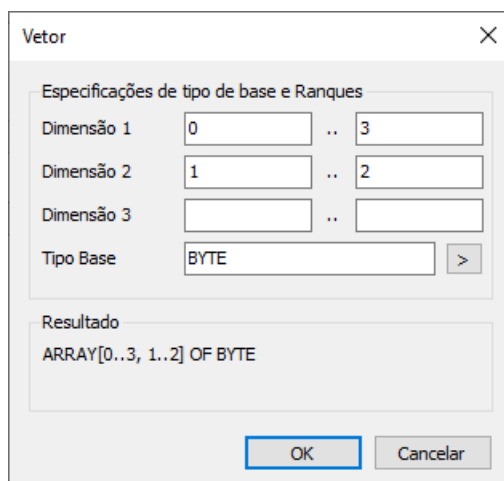 Vetor
Especificações de tipo de base e Ranques
Dimensão 1 0 .. 3
Dimensão 2 1 .. 2
Dimensão 3 ..
Tipo Base BYTE >
Resultado
ARRAY[0..3, 1..2] OF BYTE
OK Cancelar